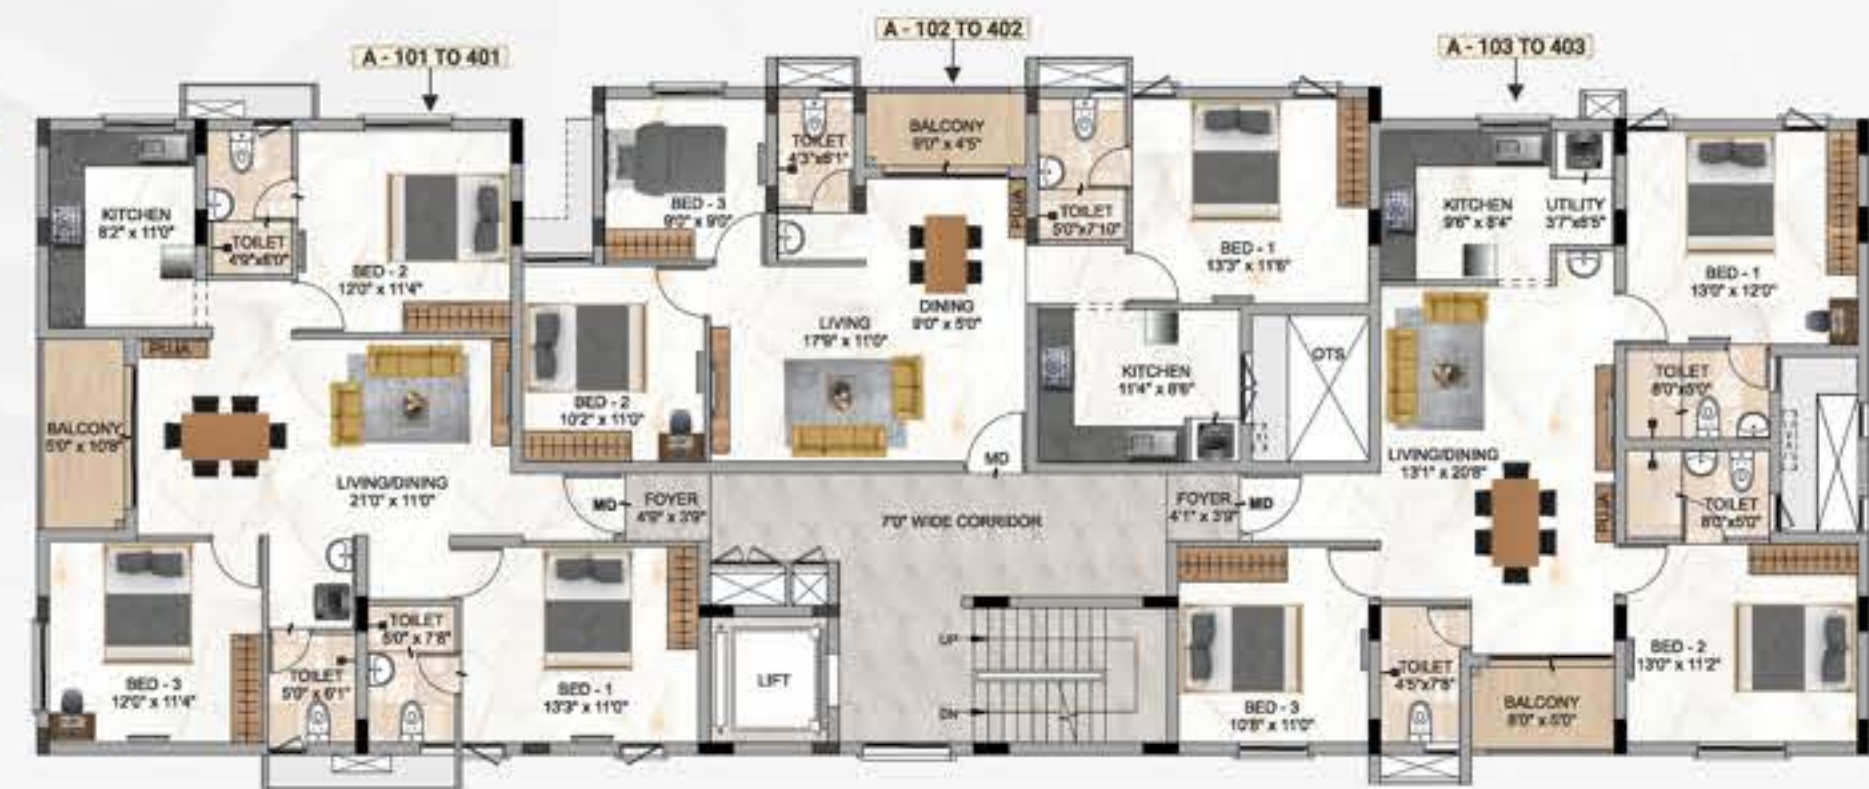 A - 101 TO 401
A - 102 TO 402
A - 103 TO 403
KITCHEN
8'2" x 11'0"
TOILET
4'9"x6'0"
BED - 2
12'0" x 11'4"
PUJA
BALCONY
5'0" x 10'8"
LIVING/DINING
21'0" x 11'0"
MD
FOYER
4'9" x 3'9"
BED - 3
12'0" x 11'4"
TOILET
5'0" x 6'1"
TOILET
5'0" x 7'8"
BED - 1
13'3" x 11'0"
BED - 3
9'0" x 9'0"
TOILET
4'3"x6'1"
BALCONY
9'0" x 4'5"
PUJA
TOILET
5'0"x7'10"
BED - 1
13'3" x 11'6"
DINING
9'0" x 5'0"
LIVING
17'9" x 11'0"
BED - 2
10'2" x 11'0"
KITCHEN
11'4" x 8'6"
OTS
MD
7'0" WIDE CORRIDOR
LIFT
UP
DN
KITCHEN
9'6" x 8'4"
UTILITY
3'7"x8'5"
BED - 1
13'0" x 12'0"
TOILET
8'0"x5'0"
LIVING/DINING
13'1" x 20'8"
PUJA
TOILET
8'0"x5'0"
FOYER
4'1" x 3'9"
MD
BED - 3
10'8" x 11'0"
TOILET
4'5"x7'8"
BALCONY
8'0" x 5'0"
BED - 2
13'0" x 11'2"